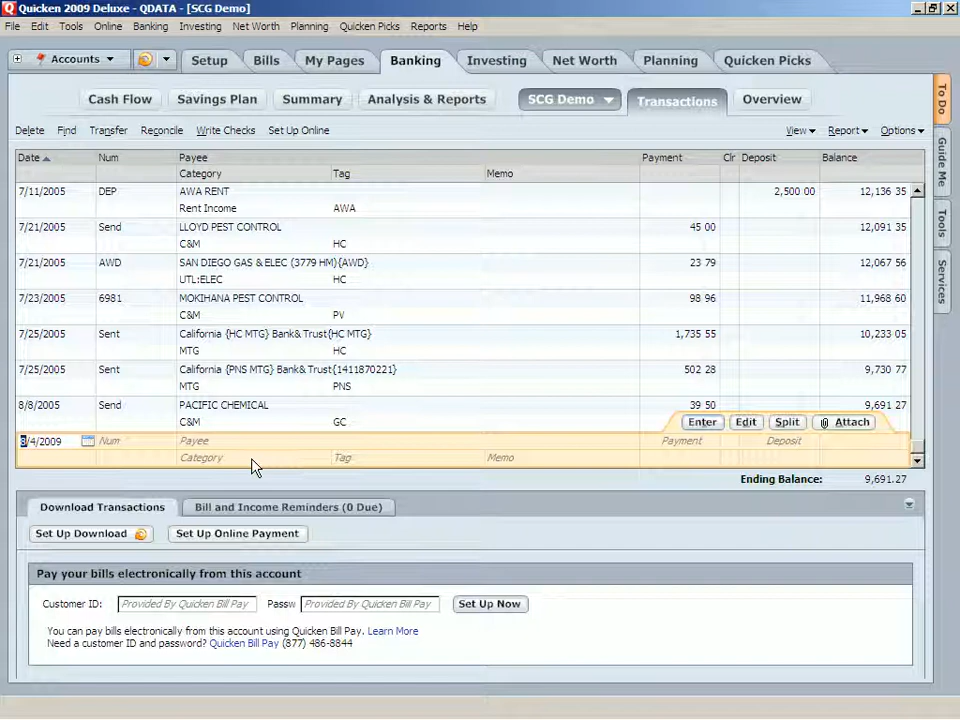 Quicken 2009 Deluxe - QDATA - [SCG Demo]
File Edit Tools Online Banking Investing Net Worth Planning Quicken Picks Reports Help
Accounts Setup Bills My Pages Banking Investing Net Worth Planning Quicken Picks
Cash Flow Savings Plan Summary Analysis & Reports SCG Demo Transactions Overview
Delete Find Transfer Reconcile Write Checks Set Up Online View Report Options
Date Num Payee Payment Clr Deposit Balance
Category Tag Memo
7/11/2005 DEP AWA RENT 2,500 00 12,136 35
Rent Income AWA
7/21/2005 Send LLOYD PEST CONTROL 45 00 12,091 35
C&M HC
7/21/2005 AWD SAN DIEGO GAS & ELEC (3779 HM){AWD} 23 79 12,067 56
UTL:ELEC HC
7/23/2005 6981 MOKIHANA PEST CONTROL 98 96 11,968 60
C&M PV
7/25/2005 Sent California {HC MTG} Bank& Trust{HC MTG} 1,735 55 10,233 05
MTG HC
7/25/2005 Sent California {PNS MTG} Bank& Trust{1411870221} 502 28 9,730 77
MTG PNS
8/8/2005 Send PACIFIC CHEMICAL 39 50 9,691 27
C&M GC Enter Edit Split Attach
8/4/2009 Num Payee Payment Deposit
Category Tag Memo
Ending Balance: 9,691.27
Download Transactions Bill and Income Reminders (0 Due)
Set Up Download Set Up Online Payment
Pay your bills electronically from this account
Customer ID: Provided By Quicken Bill Pay Passw Provided By Quicken Bill Pay Set Up Now
You can pay bills electronically from this account using Quicken Bill Pay. Learn More
Need a customer ID and password? Quicken Bill Pay (877) 486-8844
To Do
Guide Me
Tools
Services